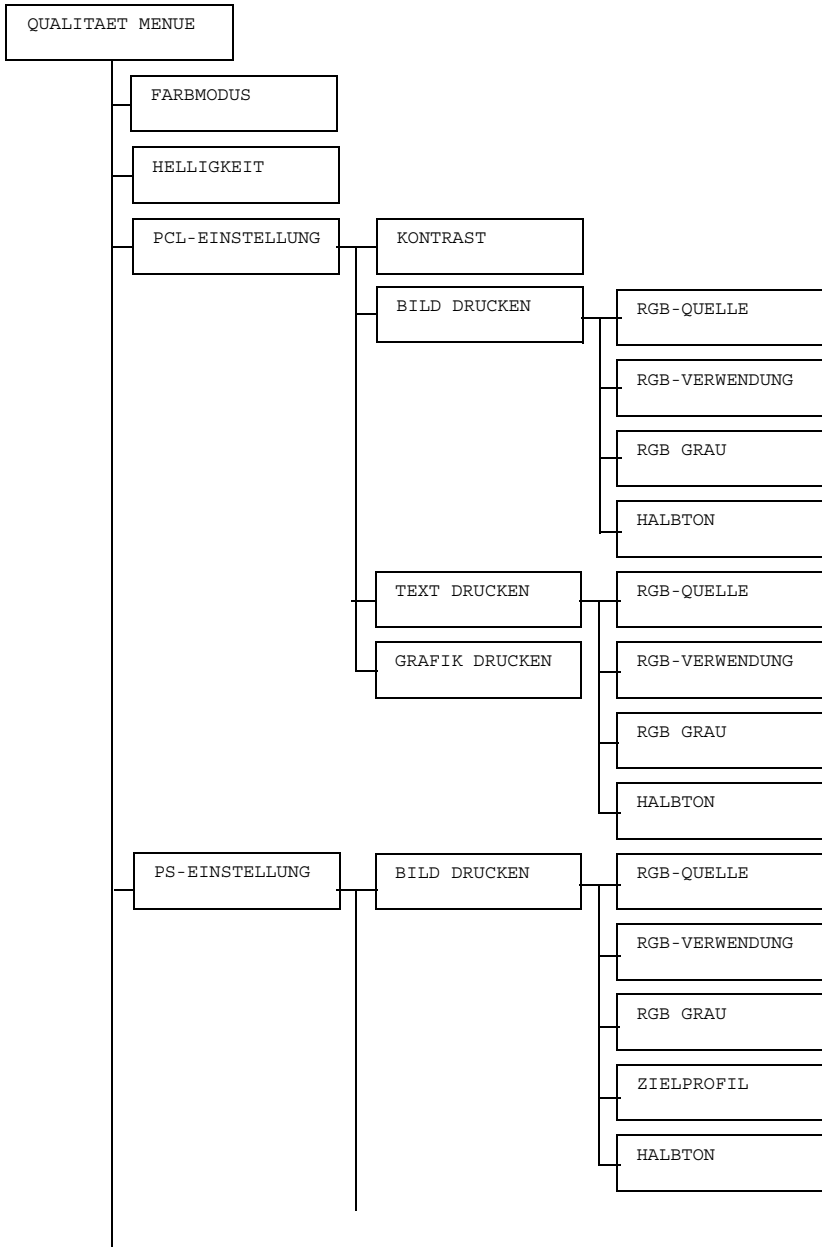 QUALITAET MENUE
FARBMODUS
HELLIGKEIT
PCL-EINSTELLUNG
KONTRAST
BILD DRUCKEN
RGB-QUELLE
RGB-VERWENDUNG
RGB GRAU
HALBTON
TEXT DRUCKEN
RGB-QUELLE
GRAFIK DRUCKEN
RGB-VERWENDUNG
RGB GRAU
HALBTON
PS-EINSTELLUNG
BILD DRUCKEN
RGB-QUELLE
RGB-VERWENDUNG
RGB GRAU
ZIELPROFIL
HALBTON